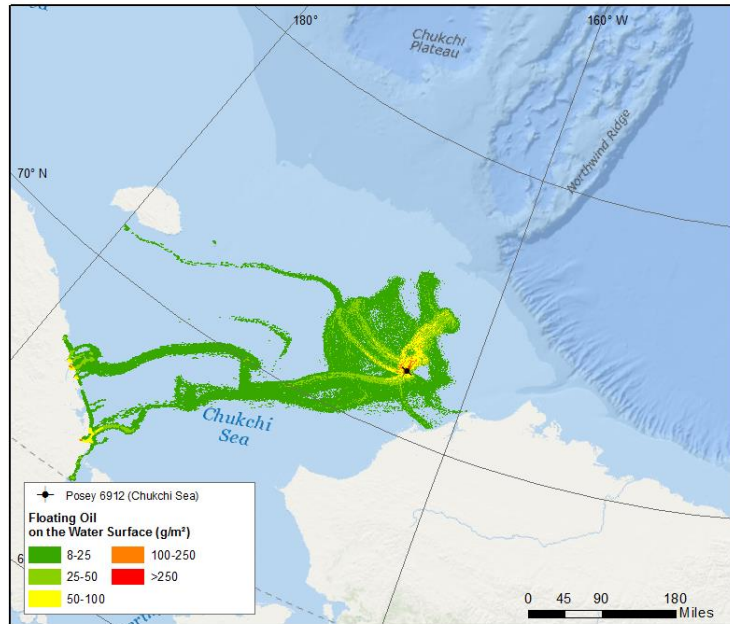 180°
160° W
Chukchi
Plateau
Northwind Ridge
70° N
Chukchi
Sea
Posey 6912 (Chukchi Sea)
Floating Oil
on the Water Surface (g/m²)
8-25
100-250
25-50
>250
50-100
0 45 90 180
Miles